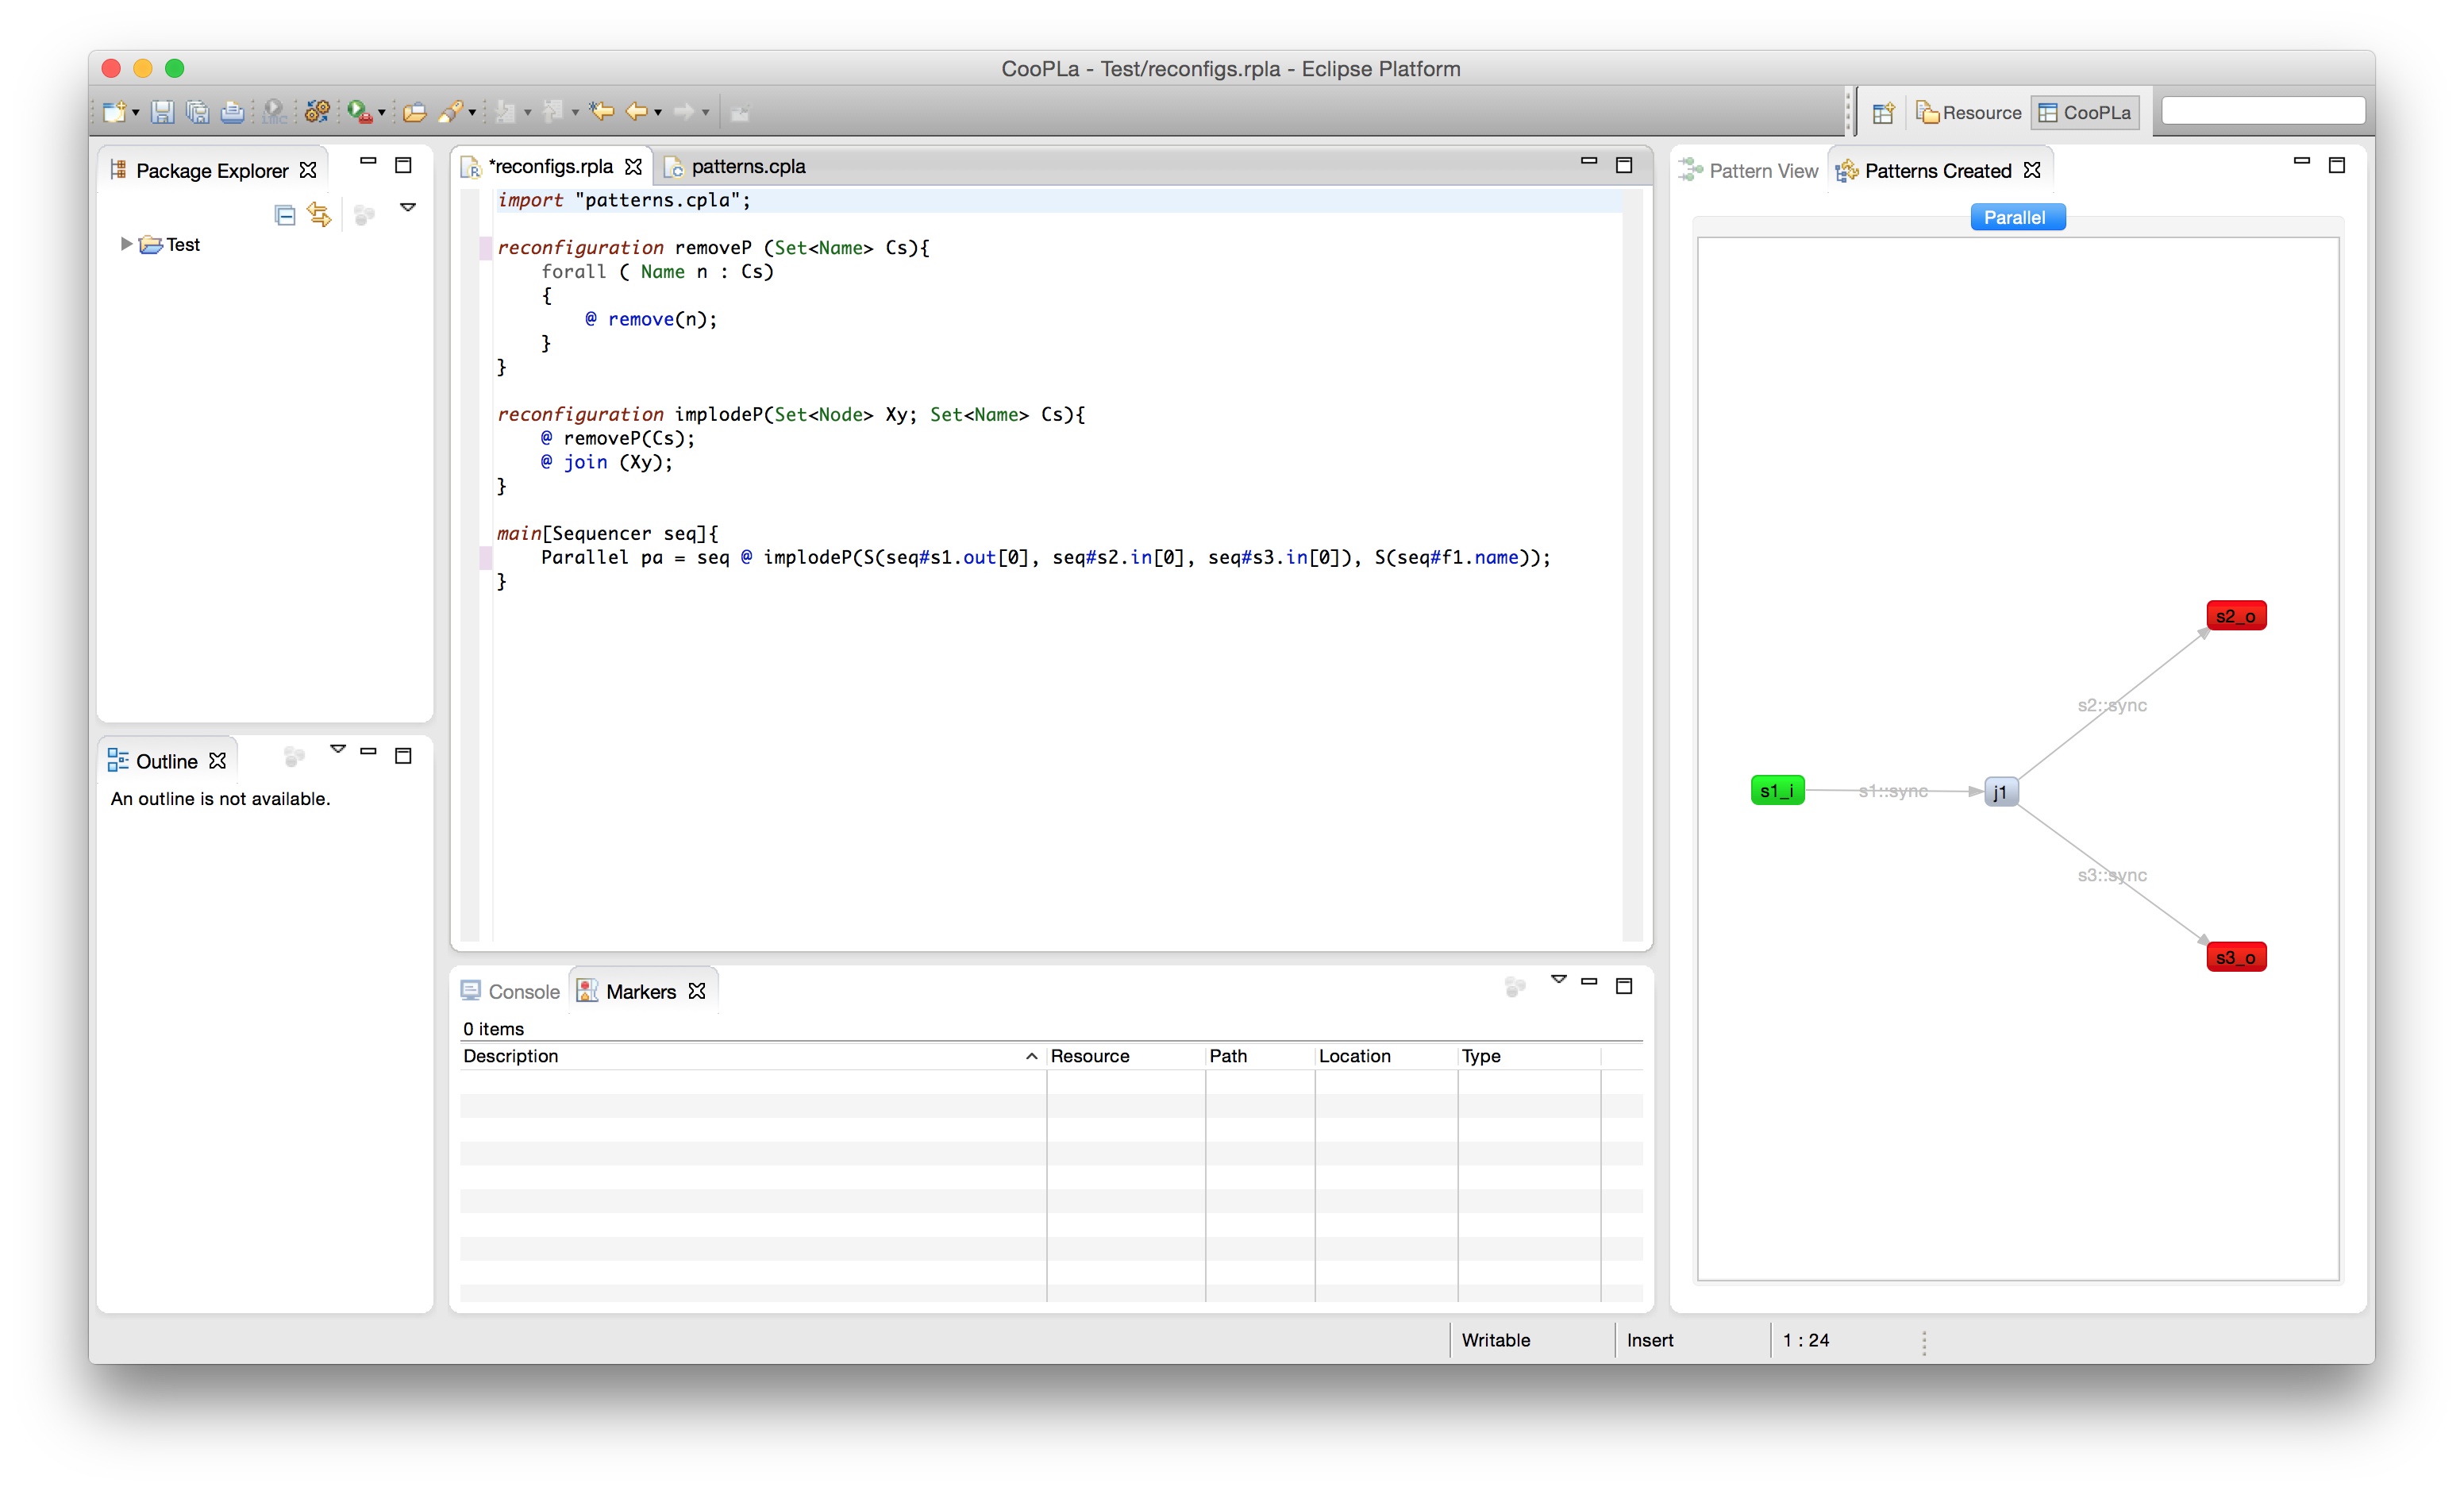 CooPLa - Test/reconfigs.rpla - Eclipse Platform
Resource
CooPLa
Package Explorer
Test
Outline
An outline is not available.
*reconfigs.rpla
patterns.cpla
import "patterns.cpla";
reconfiguration removeP (Set<Name> Cs){
forall ( Name n : Cs)
{
@ remove(n);
}
}
reconfiguration implodeP(Set<Node> Xy; Set<Name> Cs){
@ removeP(Cs);
@ join (Xy);
}
main[Sequencer seq]{
Parallel pa = seq @ implodeP(S(seq#s1.out[0], seq#s2.in[0], seq#s3.in[0]), S(seq#f1.name));
}
Console
Markers
0 items
Description Resource Path Location Type
Pattern View
Patterns Created
Parallel
s2_o
s2::sync
s1_i
s1::sync
j1
s3::sync
s3_o
Writable
Insert
1 : 24